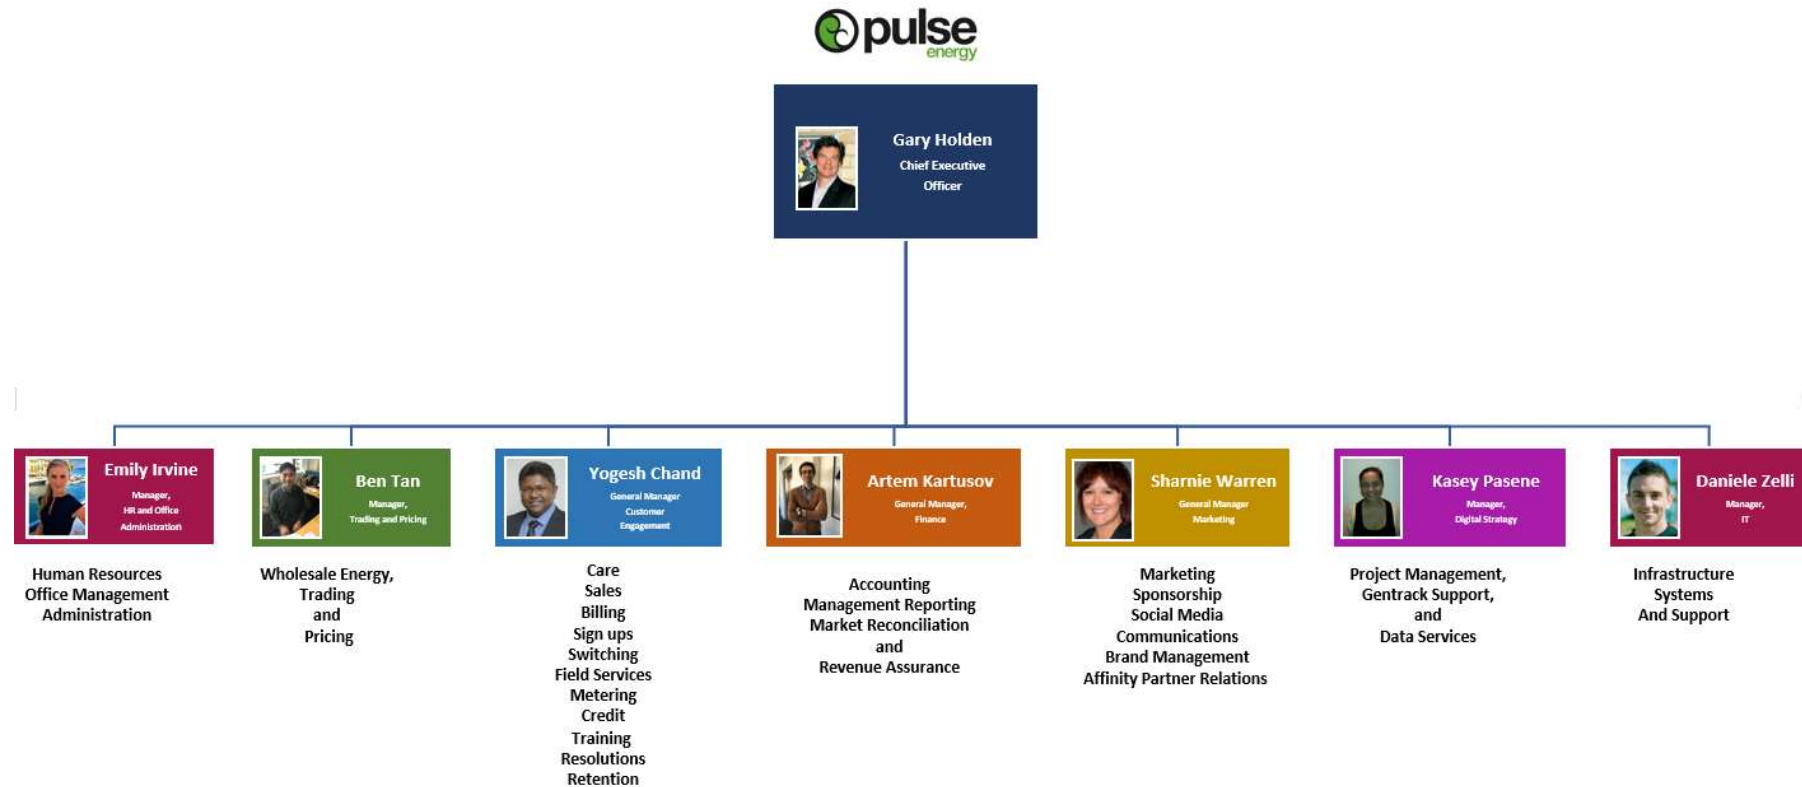 pulse
energy
Gary Holden
Chief Executive
Officer
Emily Irvine
Manager,
HR and Office
Administration
Human Resources
Office Management
Administration
Ben Tan
Manager,
Trading and Pricing
Wholesale Energy,
Trading
and
Pricing
Yogesh Chand
General Manager
Customer
Engagement
Care
Sales
Billing
Sign ups
Switching
Field Services
Metering
Credit
Training
Resolutions
Retention
Artem Kartusov
General Manager,
Finance
Accounting
Management Reporting
Market Reconciliation
and
Revenue Assurance
Sharnie Warren
General Manager
Marketing
Marketing
Sponsorship
Social Media
Communications
Brand Management
Affinity Partner Relations
Kasey Pasene
Manager,
Digital Strategy
Project Management,
Gentrack Support,
and
Data Services
Daniele Zelli
Manager,
IT
Infrastructure
Systems
And Support